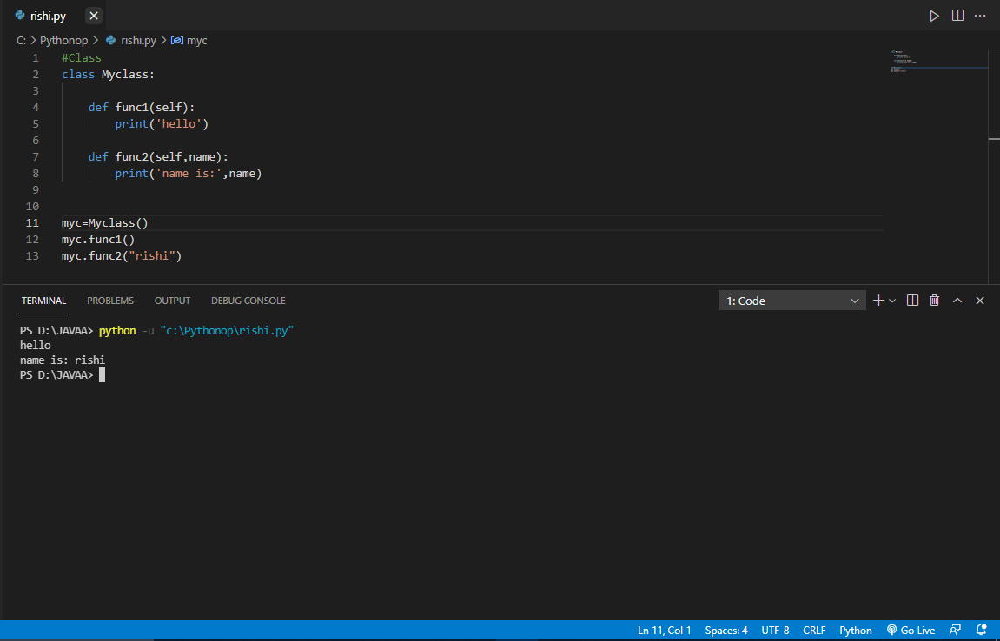 rishi.py
C: > Pythonop > rishi.py > myc
1 #Class
2 class Myclass:
3
4     def func1(self):
5         print('hello')
6
7     def func2(self,name):
8         print('name is:',name)
9
10
11 myc=Myclass()
12 myc.func1()
13 myc.func2("rishi")
TERMINAL PROBLEMS OUTPUT DEBUG CONSOLE 1: Code
PS D:\JAVAA> python -u "c:\Pythonop\rishi.py"
hello
name is: rishi
PS D:\JAVAA>
Ln 11, Col 1 Spaces: 4 UTF-8 CRLF Python Go Live